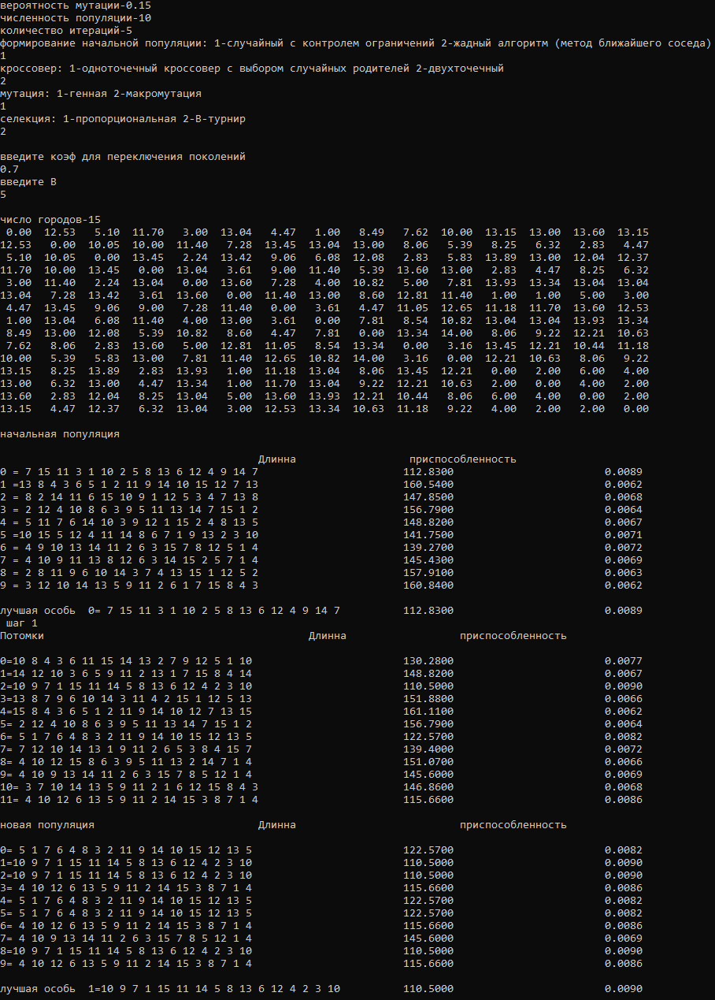 вероятность мутации-0.15
численность популяции-10
количество итераций-5
формирование начальной популяции: 1-случайный с контролем ограничений 2-жадный алгоритм (метод ближайшего соседа)
1
кроссовер: 1-одноточечный кроссовер с выбором случайных родителей 2-двухточечный
2
мутация: 1-генная 2-макромутация
1
селекция: 1-пропорциональная 2-В-турнир
2
введите коэф для переключения поколений
0.7
введите В
5
число городов-15
0.00 12.53 5.10 11.70 3.00 13.04 4.47 1.00 8.49 7.62 10.00 13.15 13.00 13.60 13.15
12.53 0.00 10.05 10.00 11.40 7.28 13.45 13.04 13.00 8.06 5.39 8.25 6.32 2.83 4.47
5.10 10.05 0.00 13.45 2.24 13.42 9.06 6.08 12.08 2.83 5.83 13.89 13.00 12.04 12.37
11.70 10.00 13.45 0.00 13.04 3.61 9.00 11.40 5.39 13.60 13.00 2.83 4.47 8.25 6.32
3.00 11.40 2.24 13.04 0.00 13.60 7.28 4.00 10.82 5.00 7.81 13.93 13.34 13.04 13.04
13.04 7.28 13.42 3.61 13.60 0.00 11.40 13.00 8.60 12.81 11.40 1.00 1.00 5.00 3.00
4.47 13.45 9.06 9.00 7.28 11.40 0.00 3.61 4.47 11.05 12.65 11.18 11.70 13.60 12.53
1.00 13.04 6.08 11.40 4.00 13.00 3.61 0.00 7.81 8.54 10.82 13.04 13.04 13.93 13.34
8.49 13.00 12.08 5.39 10.82 8.60 4.47 7.81 0.00 13.34 14.00 8.06 9.22 12.21 10.63
7.62 8.06 2.83 13.60 5.00 12.81 11.05 8.54 13.34 0.00 3.16 13.45 12.21 10.44 11.18
10.00 5.39 5.83 13.00 7.81 11.40 12.65 10.82 14.00 3.16 0.00 12.21 10.63 8.06 9.22
13.15 8.25 13.89 2.83 13.93 1.00 11.18 13.04 8.06 13.45 12.21 0.00 2.00 6.00 4.00
13.00 6.32 13.00 4.47 13.34 1.00 11.70 13.04 9.22 12.21 10.63 2.00 0.00 4.00 2.00
13.60 2.83 12.04 8.25 13.04 5.00 13.60 13.93 12.21 10.44 8.06 6.00 4.00 0.00 2.00
13.15 4.47 12.37 6.32 13.04 3.00 12.53 13.34 10.63 11.18 9.22 4.00 2.00 2.00 0.00
начальная популяция
Длинна приспособленность
0 = 7 15 11 3 1 10 2 5 8 13 6 12 4 9 14 7 112.8300 0.0089
1 =13 8 4 3 6 5 1 2 11 9 14 10 15 12 7 13 160.5400 0.0062
2 = 8 2 14 11 6 15 10 9 1 12 5 3 4 7 13 8 147.8500 0.0068
3 = 2 12 4 10 8 6 3 9 5 11 13 14 7 15 1 2 156.7900 0.0064
4 = 5 11 7 6 14 10 3 9 12 1 15 2 4 8 13 5 148.8200 0.0067
5 =10 15 5 12 4 11 14 8 6 7 1 9 13 2 3 10 141.7500 0.0071
6 = 4 9 10 13 14 11 2 6 3 15 7 8 12 5 1 4 139.2700 0.0072
7 = 4 10 9 11 13 8 12 6 3 14 15 2 5 7 1 4 145.4300 0.0069
8 = 2 8 11 9 6 10 14 3 7 4 13 15 1 12 5 2 157.9100 0.0063
9 = 3 12 10 14 13 5 9 11 2 6 1 7 15 8 4 3 160.8400 0.0062
лучшая особь 0= 7 15 11 3 1 10 2 5 8 13 6 12 4 9 14 7 112.8300 0.0089
шаг 1
Потомки Длинна приспособленность
0=10 8 4 3 6 11 15 14 13 2 7 9 12 5 1 10 130.2800 0.0077
1=14 12 10 3 6 5 9 11 2 13 1 7 15 8 4 14 148.8200 0.0067
2=10 9 7 1 15 11 14 5 8 13 6 12 4 2 3 10 110.5000 0.0090
3=13 8 7 9 6 10 14 3 11 4 2 15 1 12 5 13 151.8800 0.0066
4=15 8 4 3 6 5 1 2 11 9 14 10 12 7 13 15 161.1100 0.0062
5= 2 12 4 10 8 6 3 9 5 11 13 14 7 15 1 2 156.7900 0.0064
6= 5 1 7 6 4 8 3 2 11 9 14 10 15 12 13 5 122.5700 0.0082
7= 7 12 10 14 13 1 9 11 2 6 5 3 8 4 15 7 139.4000 0.0072
8= 4 10 12 15 8 6 3 9 5 11 13 2 14 7 1 4 151.0700 0.0066
9= 4 10 9 13 14 11 2 6 3 15 7 8 5 12 1 4 145.6000 0.0069
10= 3 7 10 14 13 5 9 11 2 1 6 12 15 8 4 3 146.8600 0.0068
11= 4 10 12 6 13 5 9 11 2 14 15 3 8 7 1 4 115.6600 0.0086
новая популяция Длинна приспособленность
0= 5 1 7 6 4 8 3 2 11 9 14 10 15 12 13 5 122.5700 0.0082
1=10 9 7 1 15 11 14 5 8 13 6 12 4 2 3 10 110.5000 0.0090
2=10 9 7 1 15 11 14 5 8 13 6 12 4 2 3 10 110.5000 0.0090
3= 4 10 12 6 13 5 9 11 2 14 15 3 8 7 1 4 115.6600 0.0086
4= 5 1 7 6 4 8 3 2 11 9 14 10 15 12 13 5 122.5700 0.0082
5= 5 1 7 6 4 8 3 2 11 9 14 10 15 12 13 5 122.5700 0.0082
6= 4 10 12 6 13 5 9 11 2 14 15 3 8 7 1 4 115.6600 0.0086
7= 4 10 9 13 14 11 2 6 3 15 7 8 5 12 1 4 145.6000 0.0069
8=10 9 7 1 15 11 14 5 8 13 6 12 4 2 3 10 110.5000 0.0090
9= 4 10 12 6 13 5 9 11 2 14 15 3 8 7 1 4 115.6600 0.0086
лучшая особь 1=10 9 7 1 15 11 14 5 8 13 6 12 4 2 3 10 110.5000 0.0090